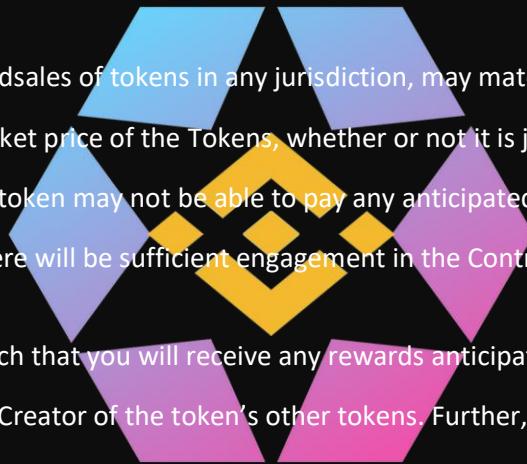 dsales of tokens in any jurisdiction, may mat
ket price of the Tokens, whether or not it is j
token may not be able to pay any anticipated
ere will be sufficient engagement in the Cont
ch that you will receive any rewards anticipat
Creator of the token’s other tokens. Further,